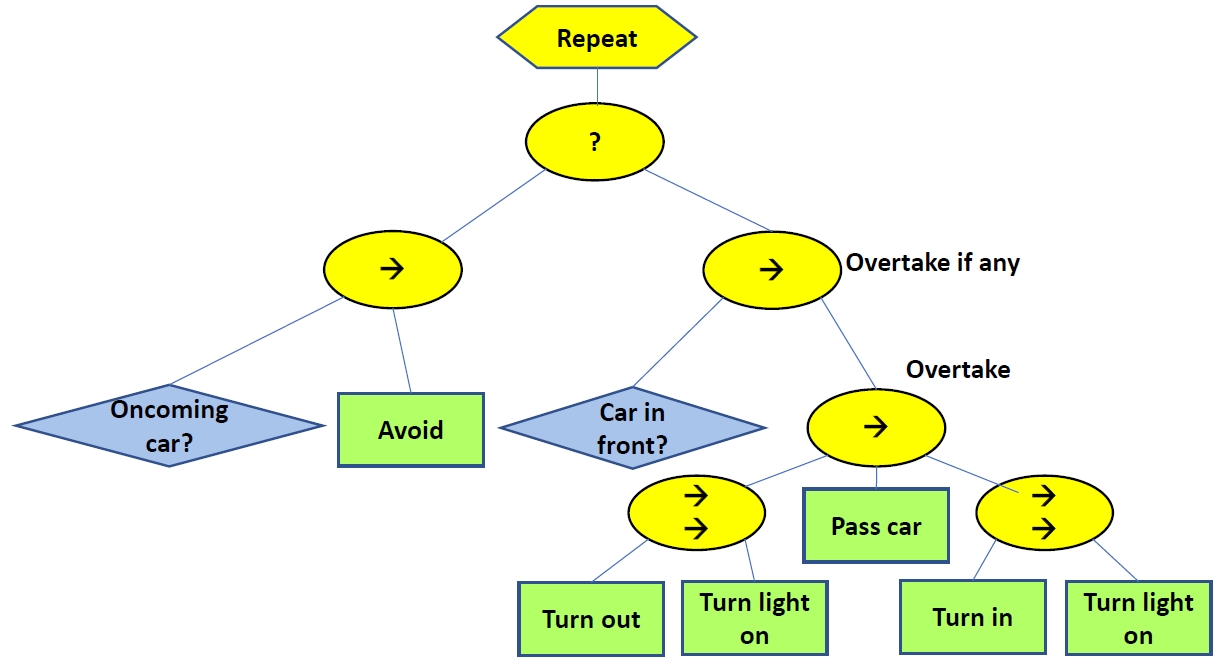 Repeat
?
→
→
Overtake if any
Overtake
Oncoming
car?
Avoid
Car in
front?
→
→
→
Pass car
→
→
Turn out
Turn light
on
Turn in
Turn light
on